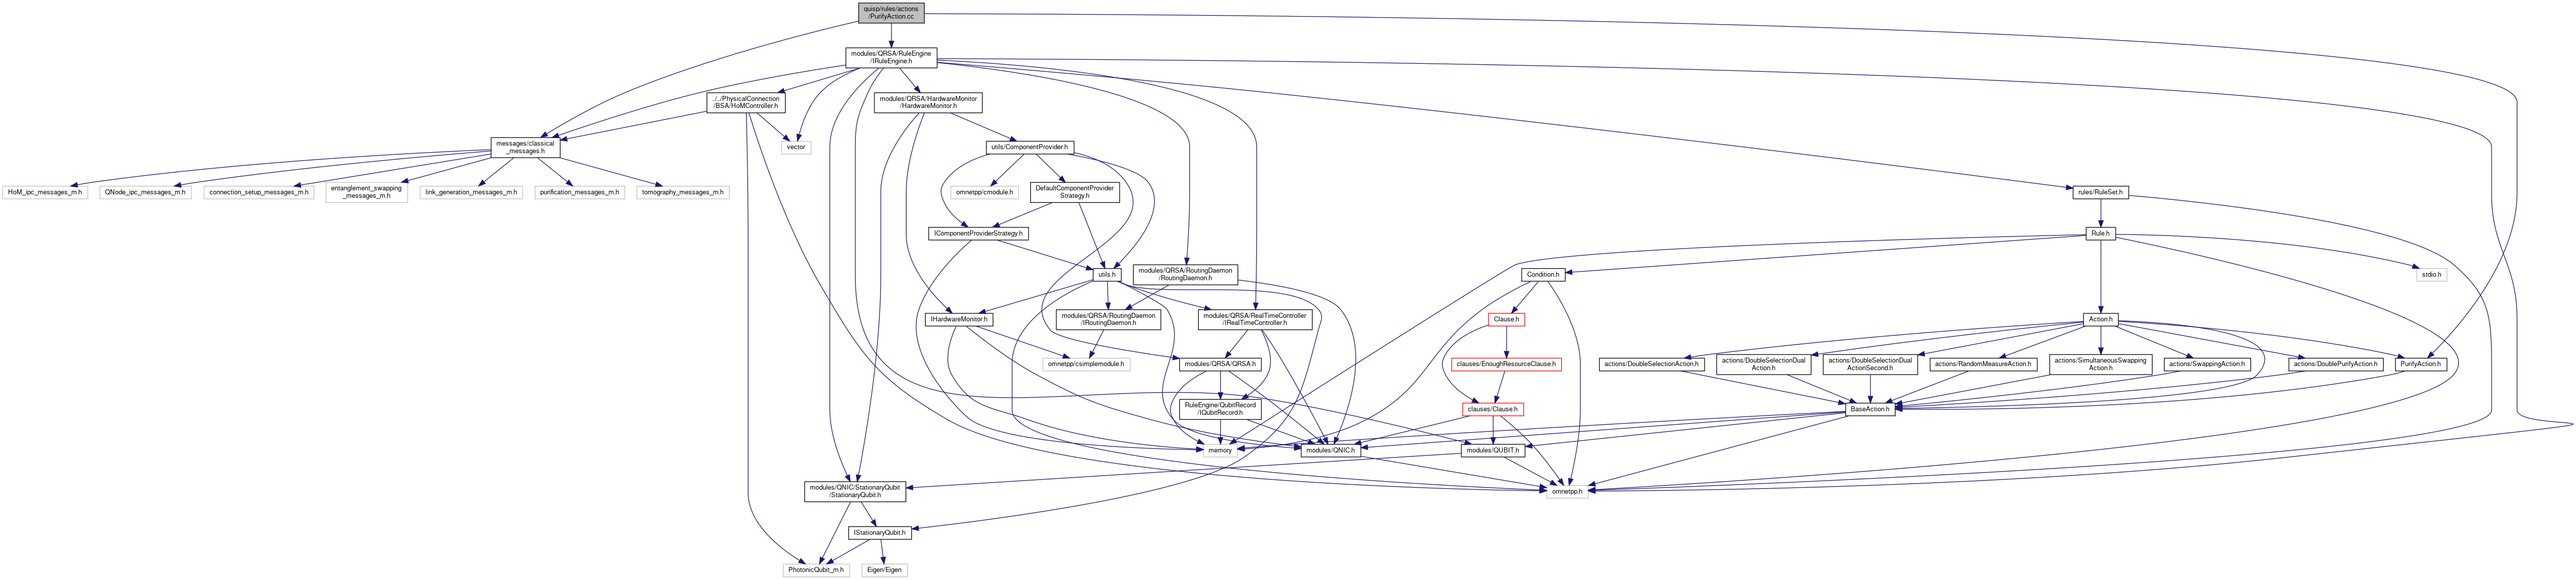 quisp/rules/actions
/PurifyAction.cc
modules/QRSA/RuleEngine
/IRuleEngine.h
../../PhysicalConnection
/BSA/HoMController.h
modules/QRSA/HardwareMonitor
/HardwareMonitor.h
messages/classical
_messages.h
vector
utils/ComponentProvider.h
HoM_ipc_messages_m.h
QNode_ipc_messages_m.h
connection_setup_messages_m.h
entanglement_swapping
_messages_m.h
link_generation_messages_m.h
purification_messages_m.h
tomography_messages_m.h
omnetpp/cmodule.h
DefaultComponentProvider
Strategy.h
rules/RuleSet.h
IComponentProviderStrategy.h
Rule.h
utils.h
modules/QRSA/RoutingDaemon
/RoutingDaemon.h
Condition.h
stdio.h
IHardwareMonitor.h
modules/QRSA/RoutingDaemon
/IRoutingDaemon.h
modules/QRSA/RealTimeController
/IRealTimeController.h
Clause.h
Action.h
omnetpp/csimplemodule.h
modules/QRSA/QRSA.h
clauses/EnoughResourceClause.h
actions/DoubleSelectionAction.h
actions/DoubleSelectionDual
Action.h
actions/DoubleSelectionDual
ActionSecond.h
actions/RandomMeasureAction.h
actions/SimultaneousSwapping
Action.h
actions/SwappingAction.h
actions/DoublePurifyAction.h
PurifyAction.h
RuleEngine/QubitRecord
/IQubitRecord.h
clauses/Clause.h
BaseAction.h
memory
modules/QNIC.h
modules/QUBIT.h
modules/QNIC/StationaryQubit
/StationaryQubit.h
omnetpp.h
IStationaryQubit.h
PhotonicQubit_m.h
Eigen/Eigen